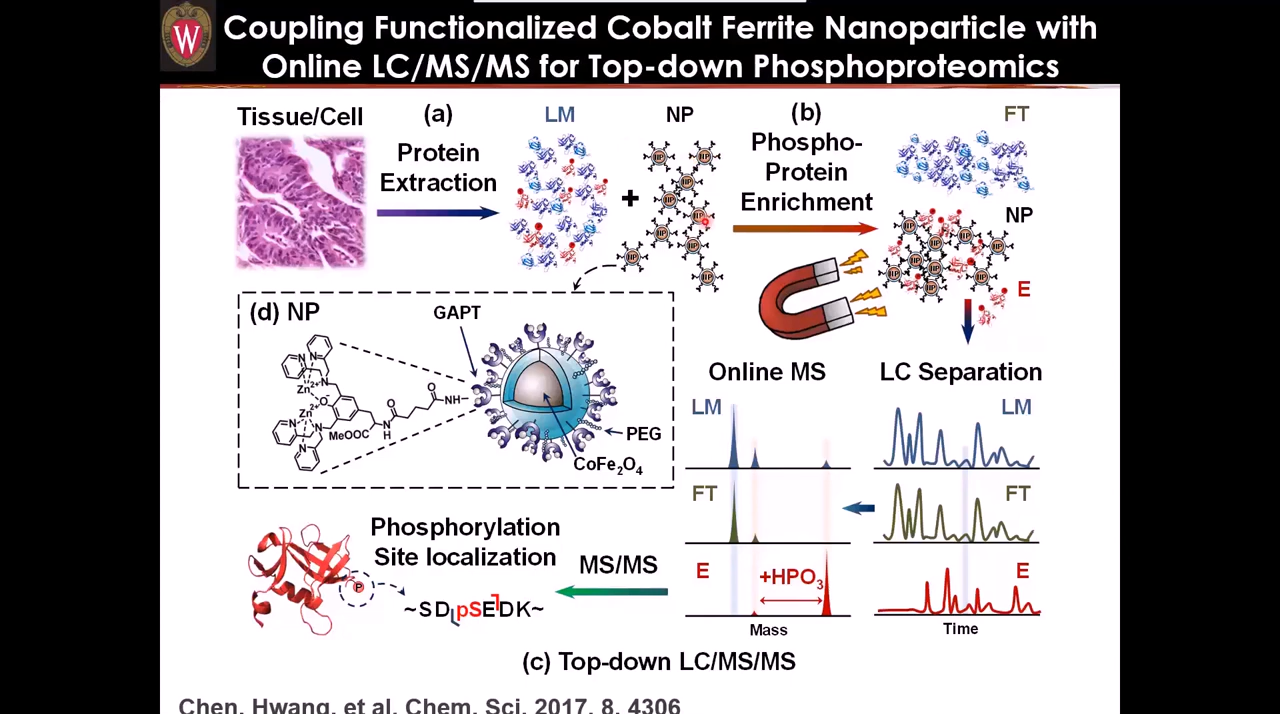 W
Coupling Functionalized Cobalt Ferrite Nanoparticle with
Online LC/MS/MS for Top-down Phosphoproteomics
Tissue/Cell
(a)
Protein
Extraction
LM
+
NP
(b)
Phospho-
Protein
Enrichment
FT
NP
E
(d) NP
GAPT
N
N
Zn2+
N
O-
Zn2+
N
N
N
MeOOC
N
H
O
O
NH
PEG
CoFe2O4
Online MS
LM
FT
E
+HPO3
Mass
LC Separation
LM
FT
E
Time
MS/MS
Phosphorylation
Site localization
P
~SDpSEDK~
(c) Top-down LC/MS/MS
Chen, Hwang, et al. Chem. Sci. 2017, 8, 4306